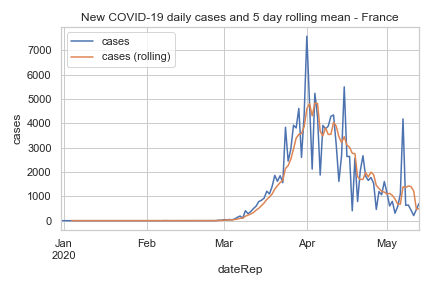 New COVID-19 daily cases and 5 day rolling mean - France
cases
cases (rolling)
7000
6000
5000
4000
3000
2000
1000
0
cases
Jan
2020
Feb
Mar
Apr
May
dateRep